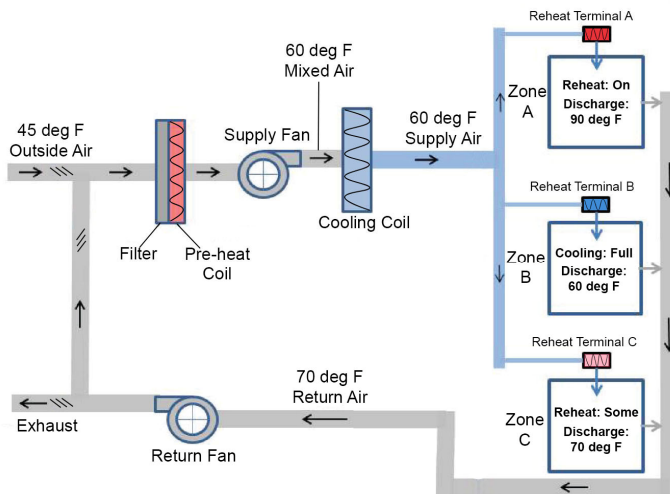 Reheat Terminal A
60 deg F
Mixed Air
Zone
A
Reheat: On
Discharge:
90 deg F
45 deg F
Outside Air
Supply Fan
60 deg F
Supply Air
Reheat Terminal B
Cooling Coil
Filter
Pre-heat
Coil
Zone
B
Cooling: Full
Discharge:
60 deg F
Reheat Terminal C
70 deg F
Return Air
Zone
C
Reheat: Some
Discharge:
70 deg F
Exhaust
Return Fan